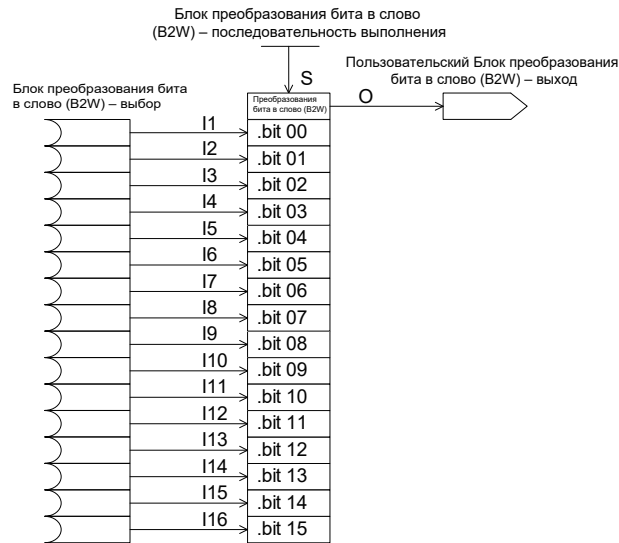 Блок преобразования бита в слово
(B2W) – последовательность выполнения
Пользовательский Блок преобразования
бита в слово (B2W) – выход
Блок преобразования бита
в слово (B2W) – выбор
S
Преобразования
бита в слово (B2W)
O
I1 .bit 00
I2 .bit 01
I3 .bit 02
I4 .bit 03
I5 .bit 04
I6 .bit 05
I7 .bit 06
I8 .bit 07
I9 .bit 08
I10 .bit 09
I11 .bit 10
I12 .bit 11
I13 .bit 12
I14 .bit 13
I15 .bit 14
I16 .bit 15